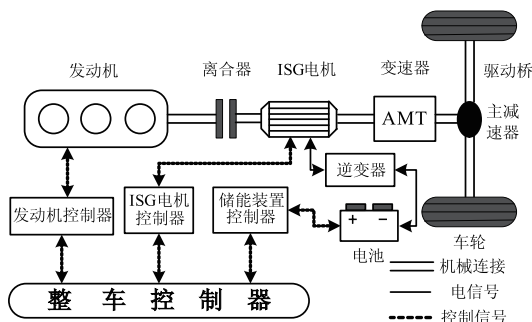 发动机
离合器
ISG电机
变速器
驱动桥
AMT
主减
速器
逆变器
发动机控制器
ISG电机
控制器
储能装置
控制器
+ −
电池
车轮
机械连接
电信号
控制信号
整车控制器